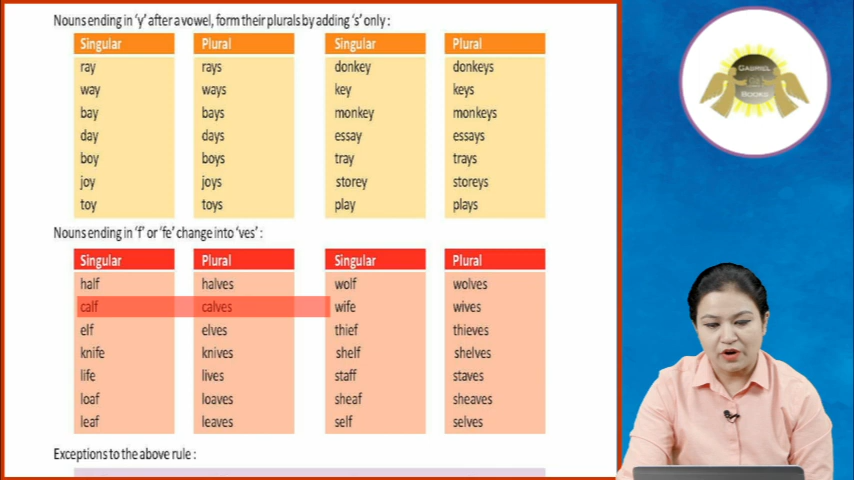 Nouns ending in 'y' after a vowel, form their plurals by adding 's' only :
Singular Plural Singular Plural
ray rays donkey donkeys
way ways key keys
bay bays monkey monkeys
day days essay essays
boy boys tray trays
joy joys storey storeys
toy toys play plays
Nouns ending in 'f' or 'fe' change into 'ves' :
Singular Plural Singular Plural
half halves wolf wolves
calf calves wife wives
elf elves thief thieves
knife knives shelf shelves
life lives staff staves
loaf loaves sheaf sheaves
leaf leaves self selves
Exceptions to the above rule :
GABRIEL
BOOKS